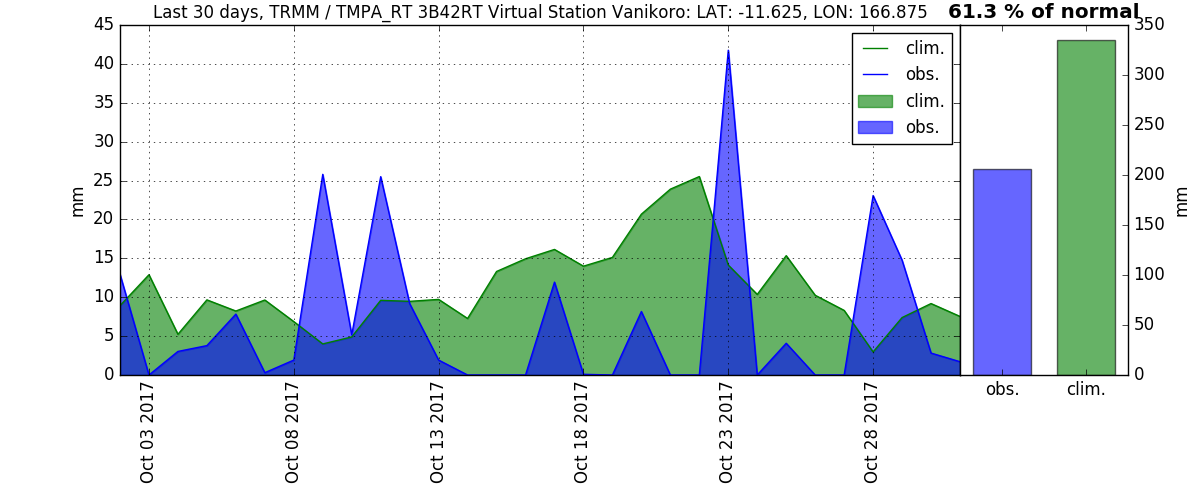 Last 30 days, TRMM / TMPA_RT 3B42RT Virtual Station Vanikoro: LAT: -11.625, LON: 166.875
61.3 % of normal
45
40
35
30
25
20
15
10
5
0
mm
clim.
obs.
clim.
obs.
Oct 03 2017
Oct 08 2017
Oct 13 2017
Oct 18 2017
Oct 23 2017
Oct 28 2017
350
300
250
200
150
100
50
0
mm
obs.
clim.